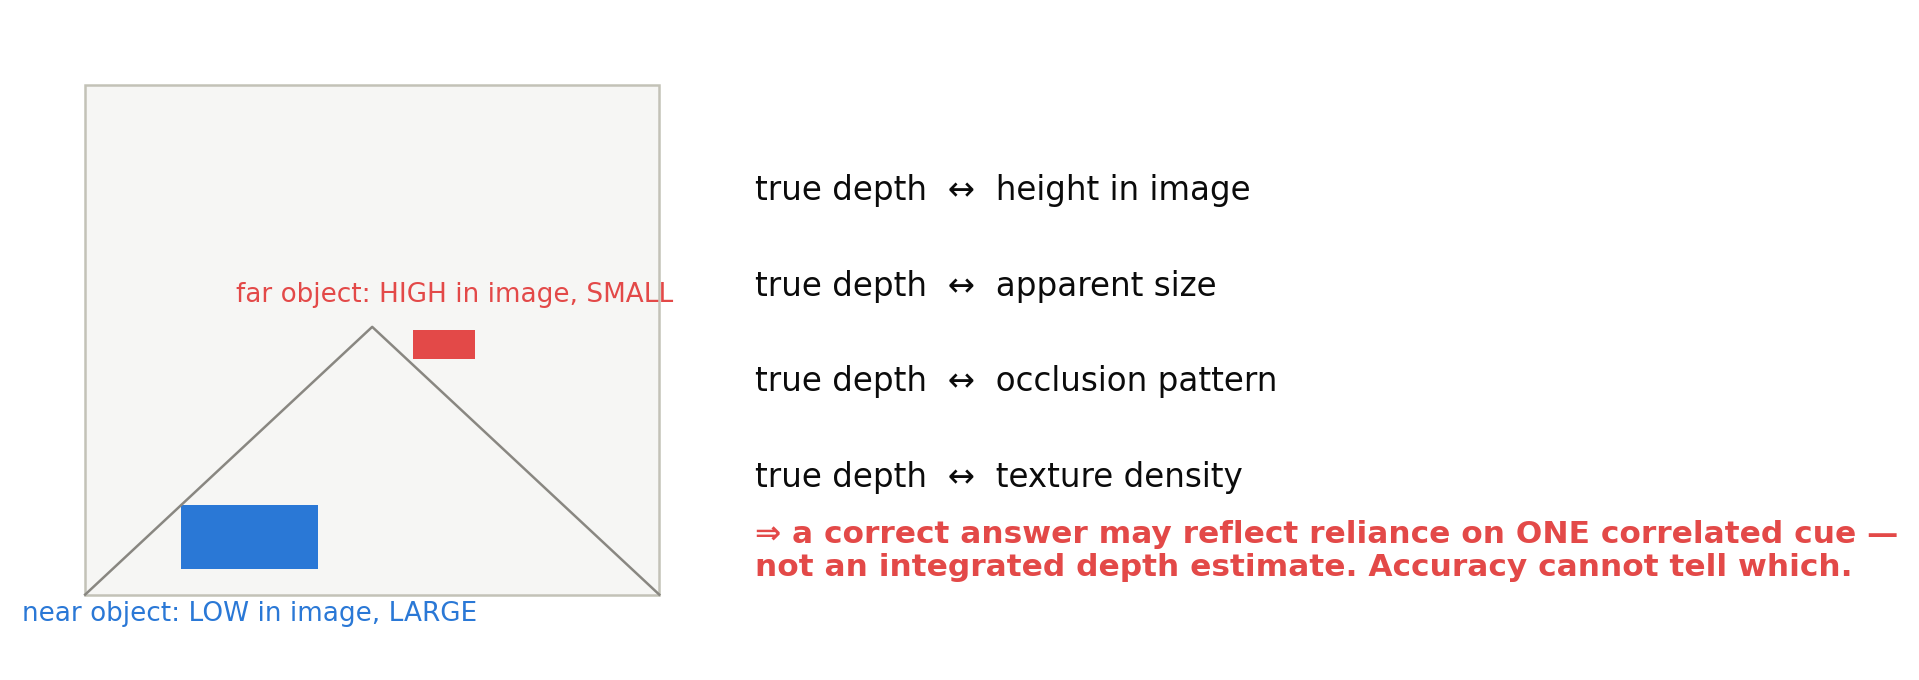 far object: HIGH in image, SMALL
near object: LOW in image, LARGE
true depth ↔ height in image
true depth ↔ apparent size
true depth ↔ occlusion pattern
true depth ↔ texture density
⇒ a correct answer may reflect reliance on ONE correlated cue —
not an integrated depth estimate. Accuracy cannot tell which.